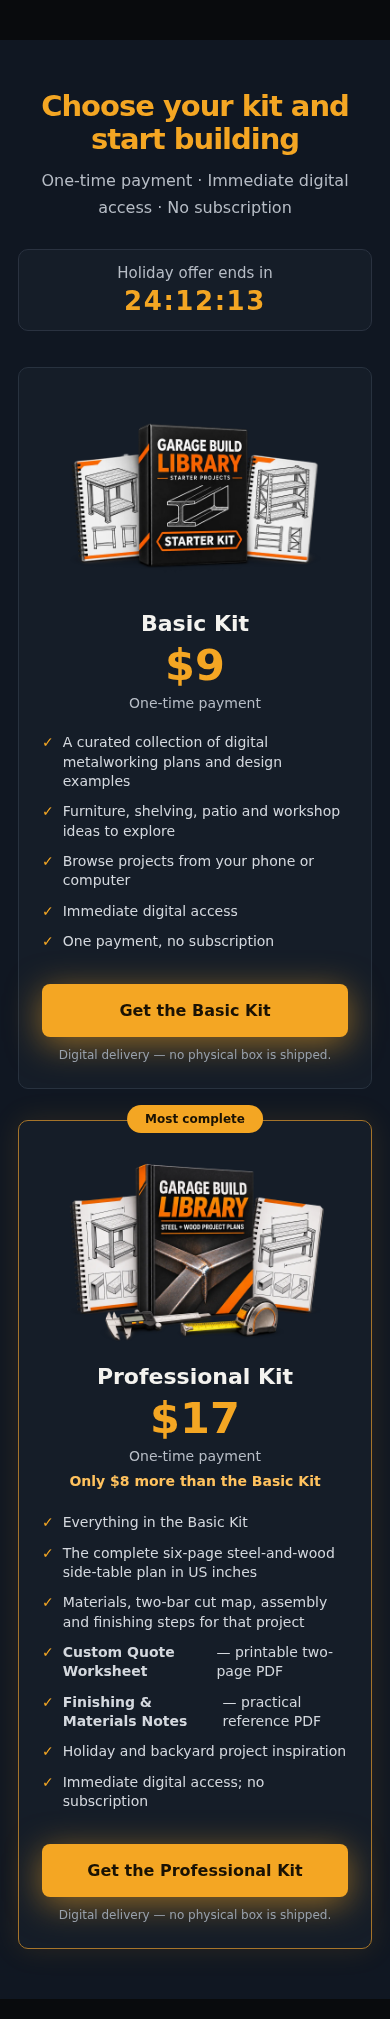 Choose your kit and
start building
One-time payment · Immediate digital
access · No subscription
Holiday offer ends in
24:12:13
GARAGE BUILD
LIBRARY
STARTER PROJECTS
STARTER KIT
Basic Kit
$9
One-time payment
✓ A curated collection of digital
metalworking plans and design
examples
✓ Furniture, shelving, patio and workshop
ideas to explore
✓ Browse projects from your phone or
computer
✓ Immediate digital access
✓ One payment, no subscription
Get the Basic Kit
Digital delivery — no physical box is shipped.
Most complete
GARAGE BUILD
LIBRARY
STEEL + WOOD PROJECT PLANS
Professional Kit
$17
One-time payment
Only $8 more than the Basic Kit
✓ Everything in the Basic Kit
✓ The complete six-page steel-and-wood
side-table plan in US inches
✓ Materials, two-bar cut map, assembly
and finishing steps for that project
✓ Custom Quote Worksheet — printable two-page PDF
✓ Finishing & Materials Notes — practical reference PDF
✓ Holiday and backyard project inspiration
✓ Immediate digital access; no
subscription
Get the Professional Kit
Digital delivery — no physical box is shipped.